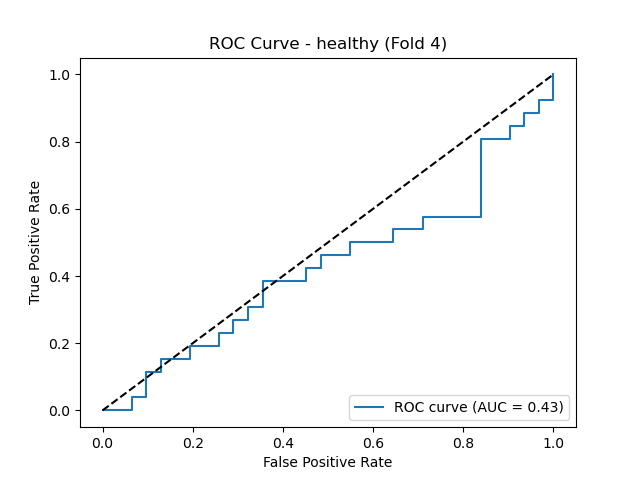 ROC Curve - healthy (Fold 4)
True Positive Rate
1.0
0.8
0.6
0.4
0.2
0.0
0.0 0.2 0.4 0.6 0.8 1.0
False Positive Rate
ROC curve (AUC = 0.43)